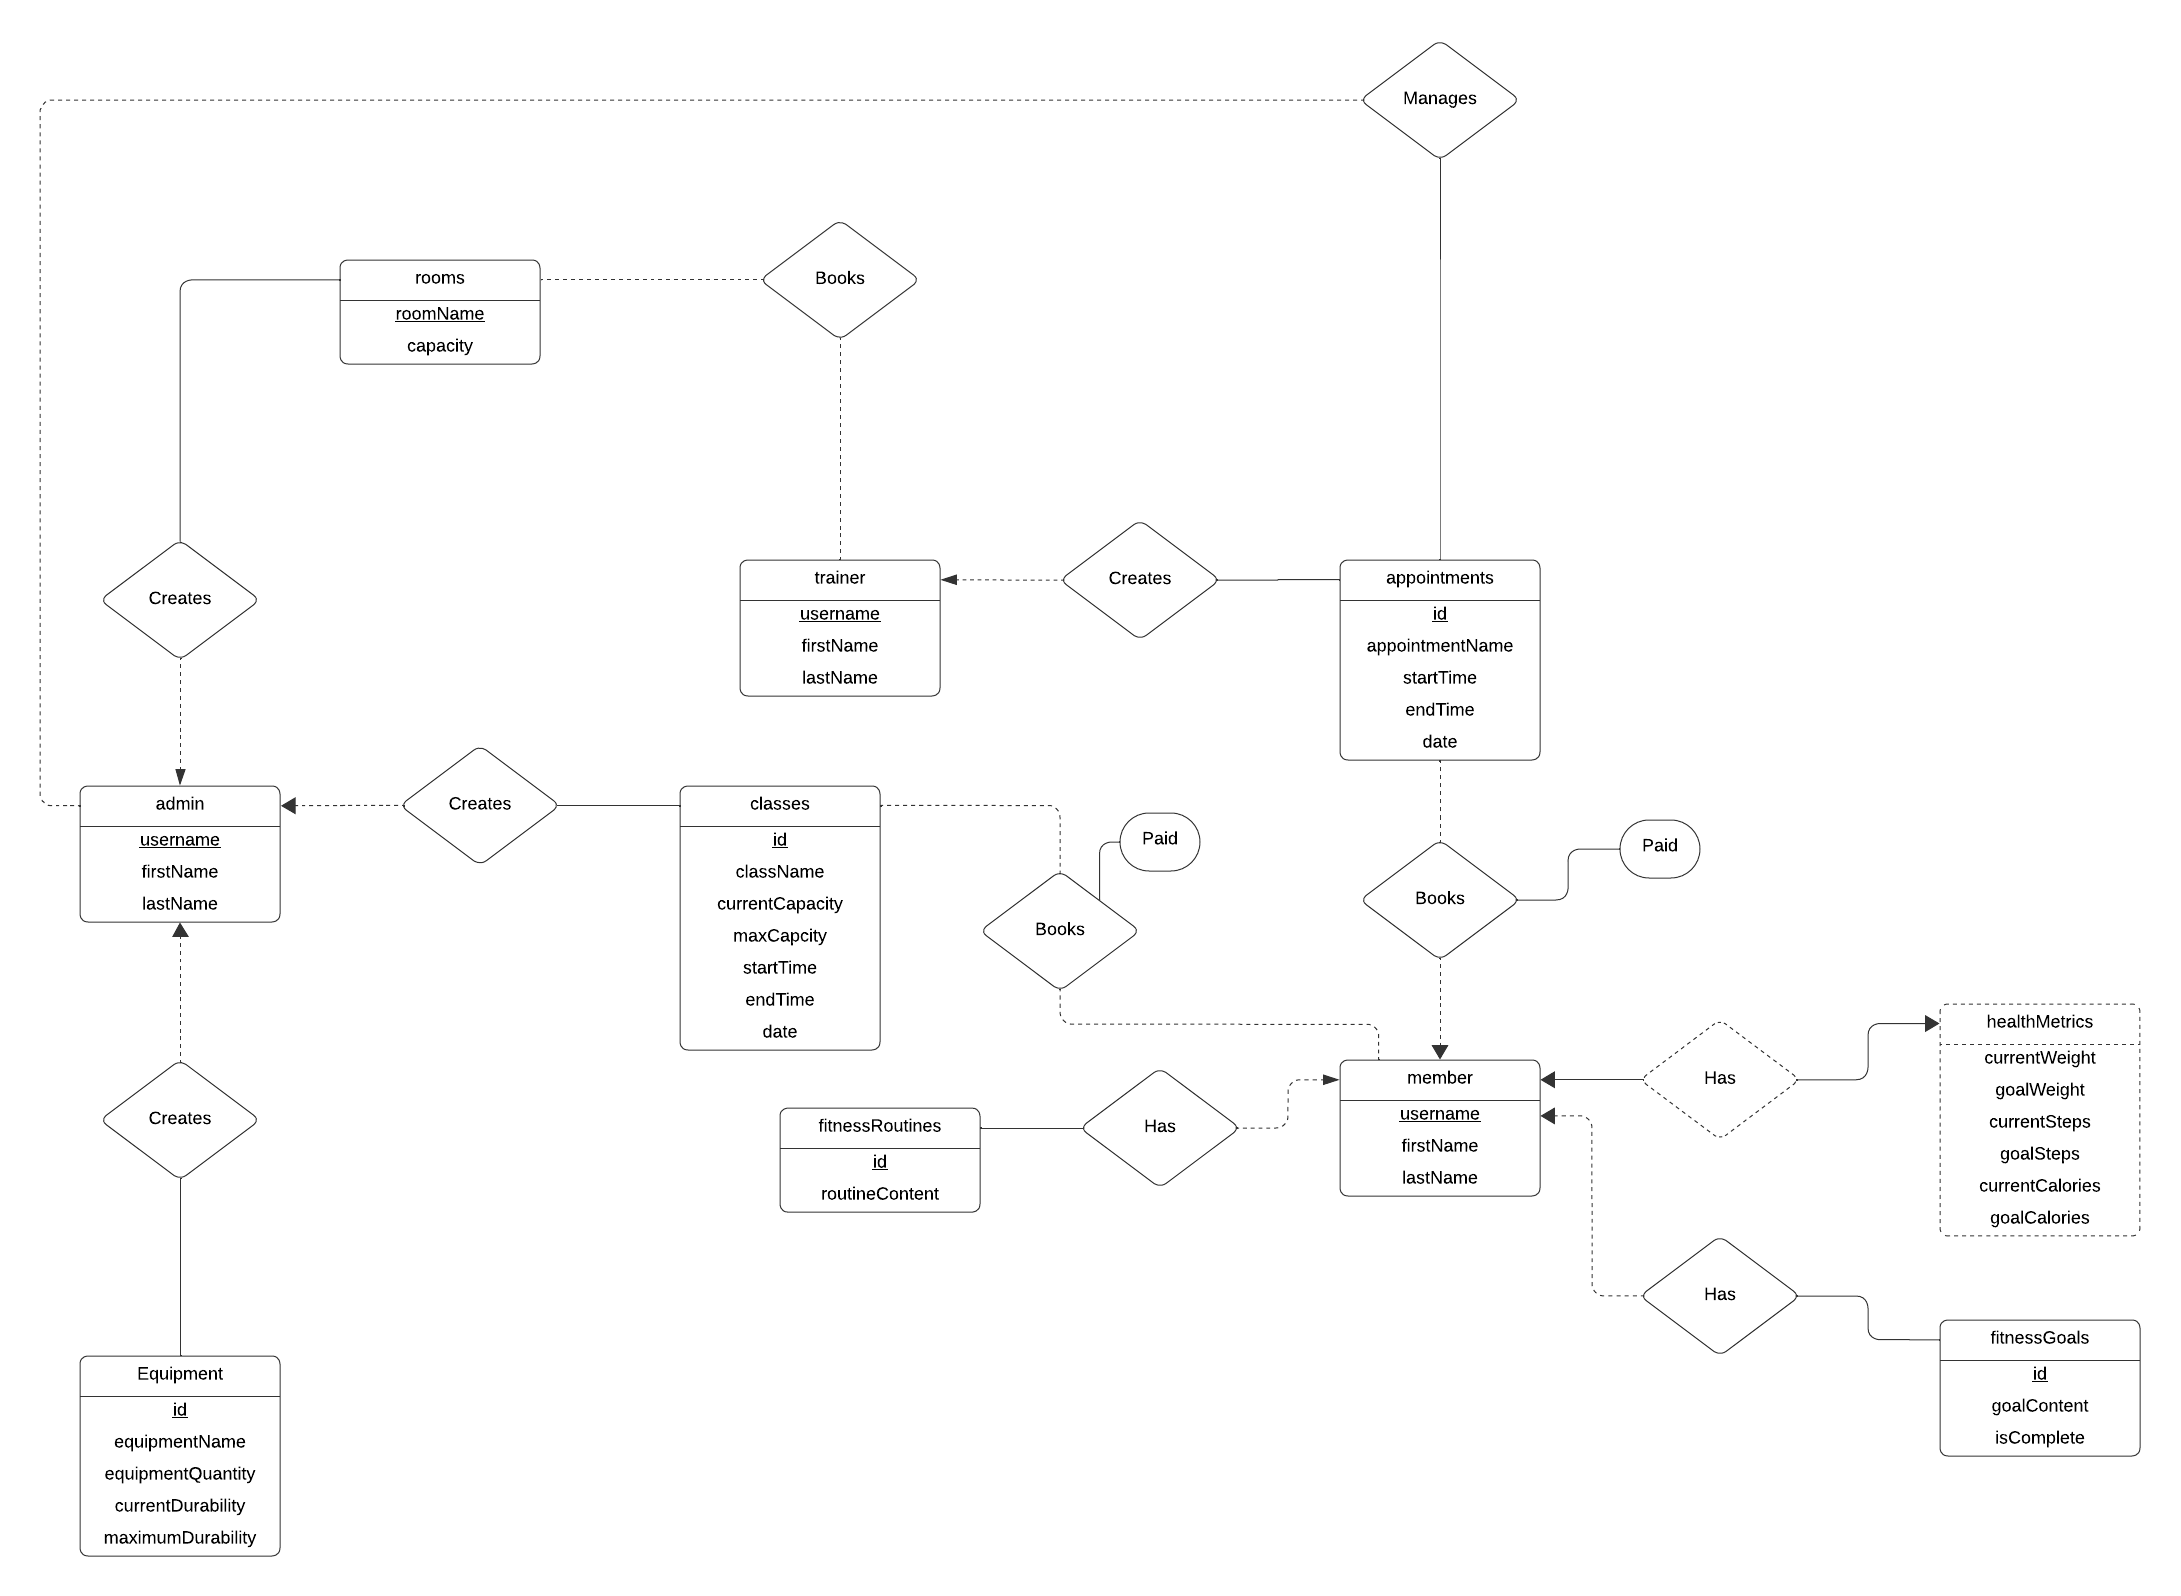 Manages
rooms
roomName
capacity
Books
Creates
trainer
username
firstName
lastName
Creates
appointments
id
appointmentName
startTime
endTime
date
admin
username
firstName
lastName
Creates
classes
id
className
currentCapacity
maxCapcity
startTime
endTime
date
Paid
Books
Paid
Books
Creates
fitnessRoutines
id
routineContent
Has
member
username
firstName
lastName
Has
healthMetrics
currentWeight
goalWeight
currentSteps
goalSteps
currentCalories
goalCalories
Has
fitnessGoals
id
goalContent
isComplete
Equipment
id
equipmentName
equipmentQuantity
currentDurability
maximumDurability